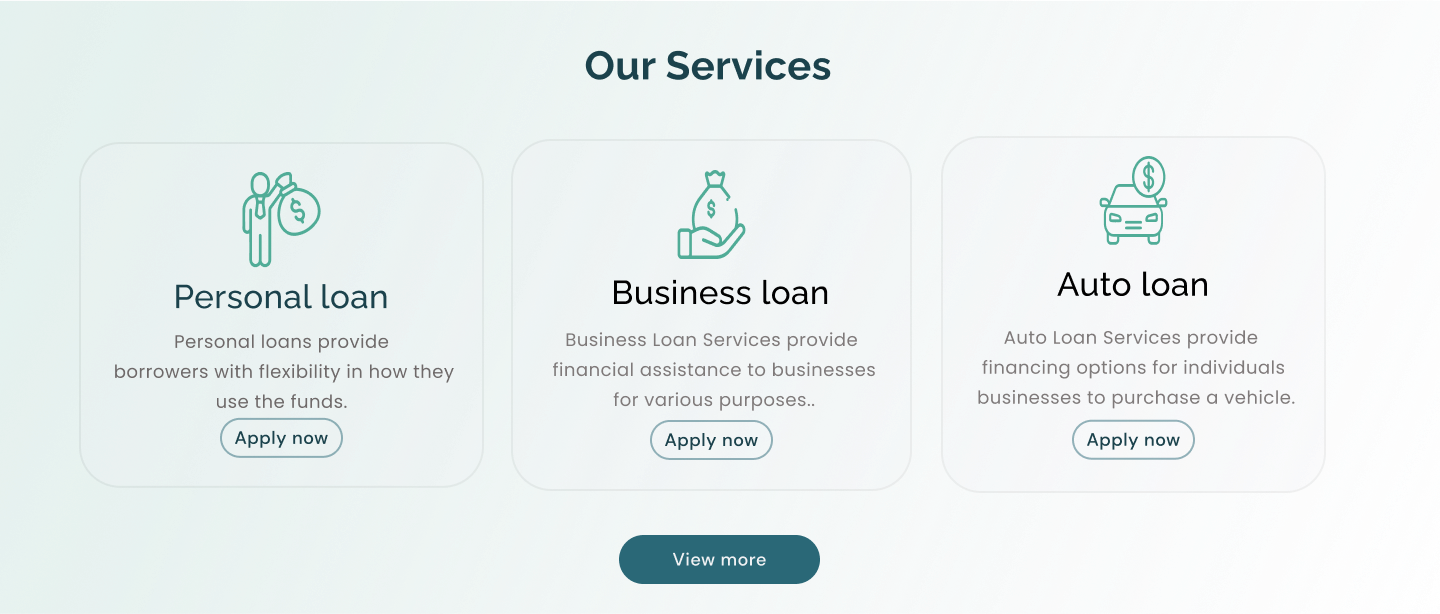 Our Services
$
Personal loan
Personal loans provide
borrowers with flexibility in how they
use the funds.
Apply now
$
Business loan
Business Loan Services provide
financial assistance to businesses
for various purposes..
Apply now
$
Auto loan
Auto Loan Services provide
financing options for individuals
businesses to purchase a vehicle.
Apply now
View more